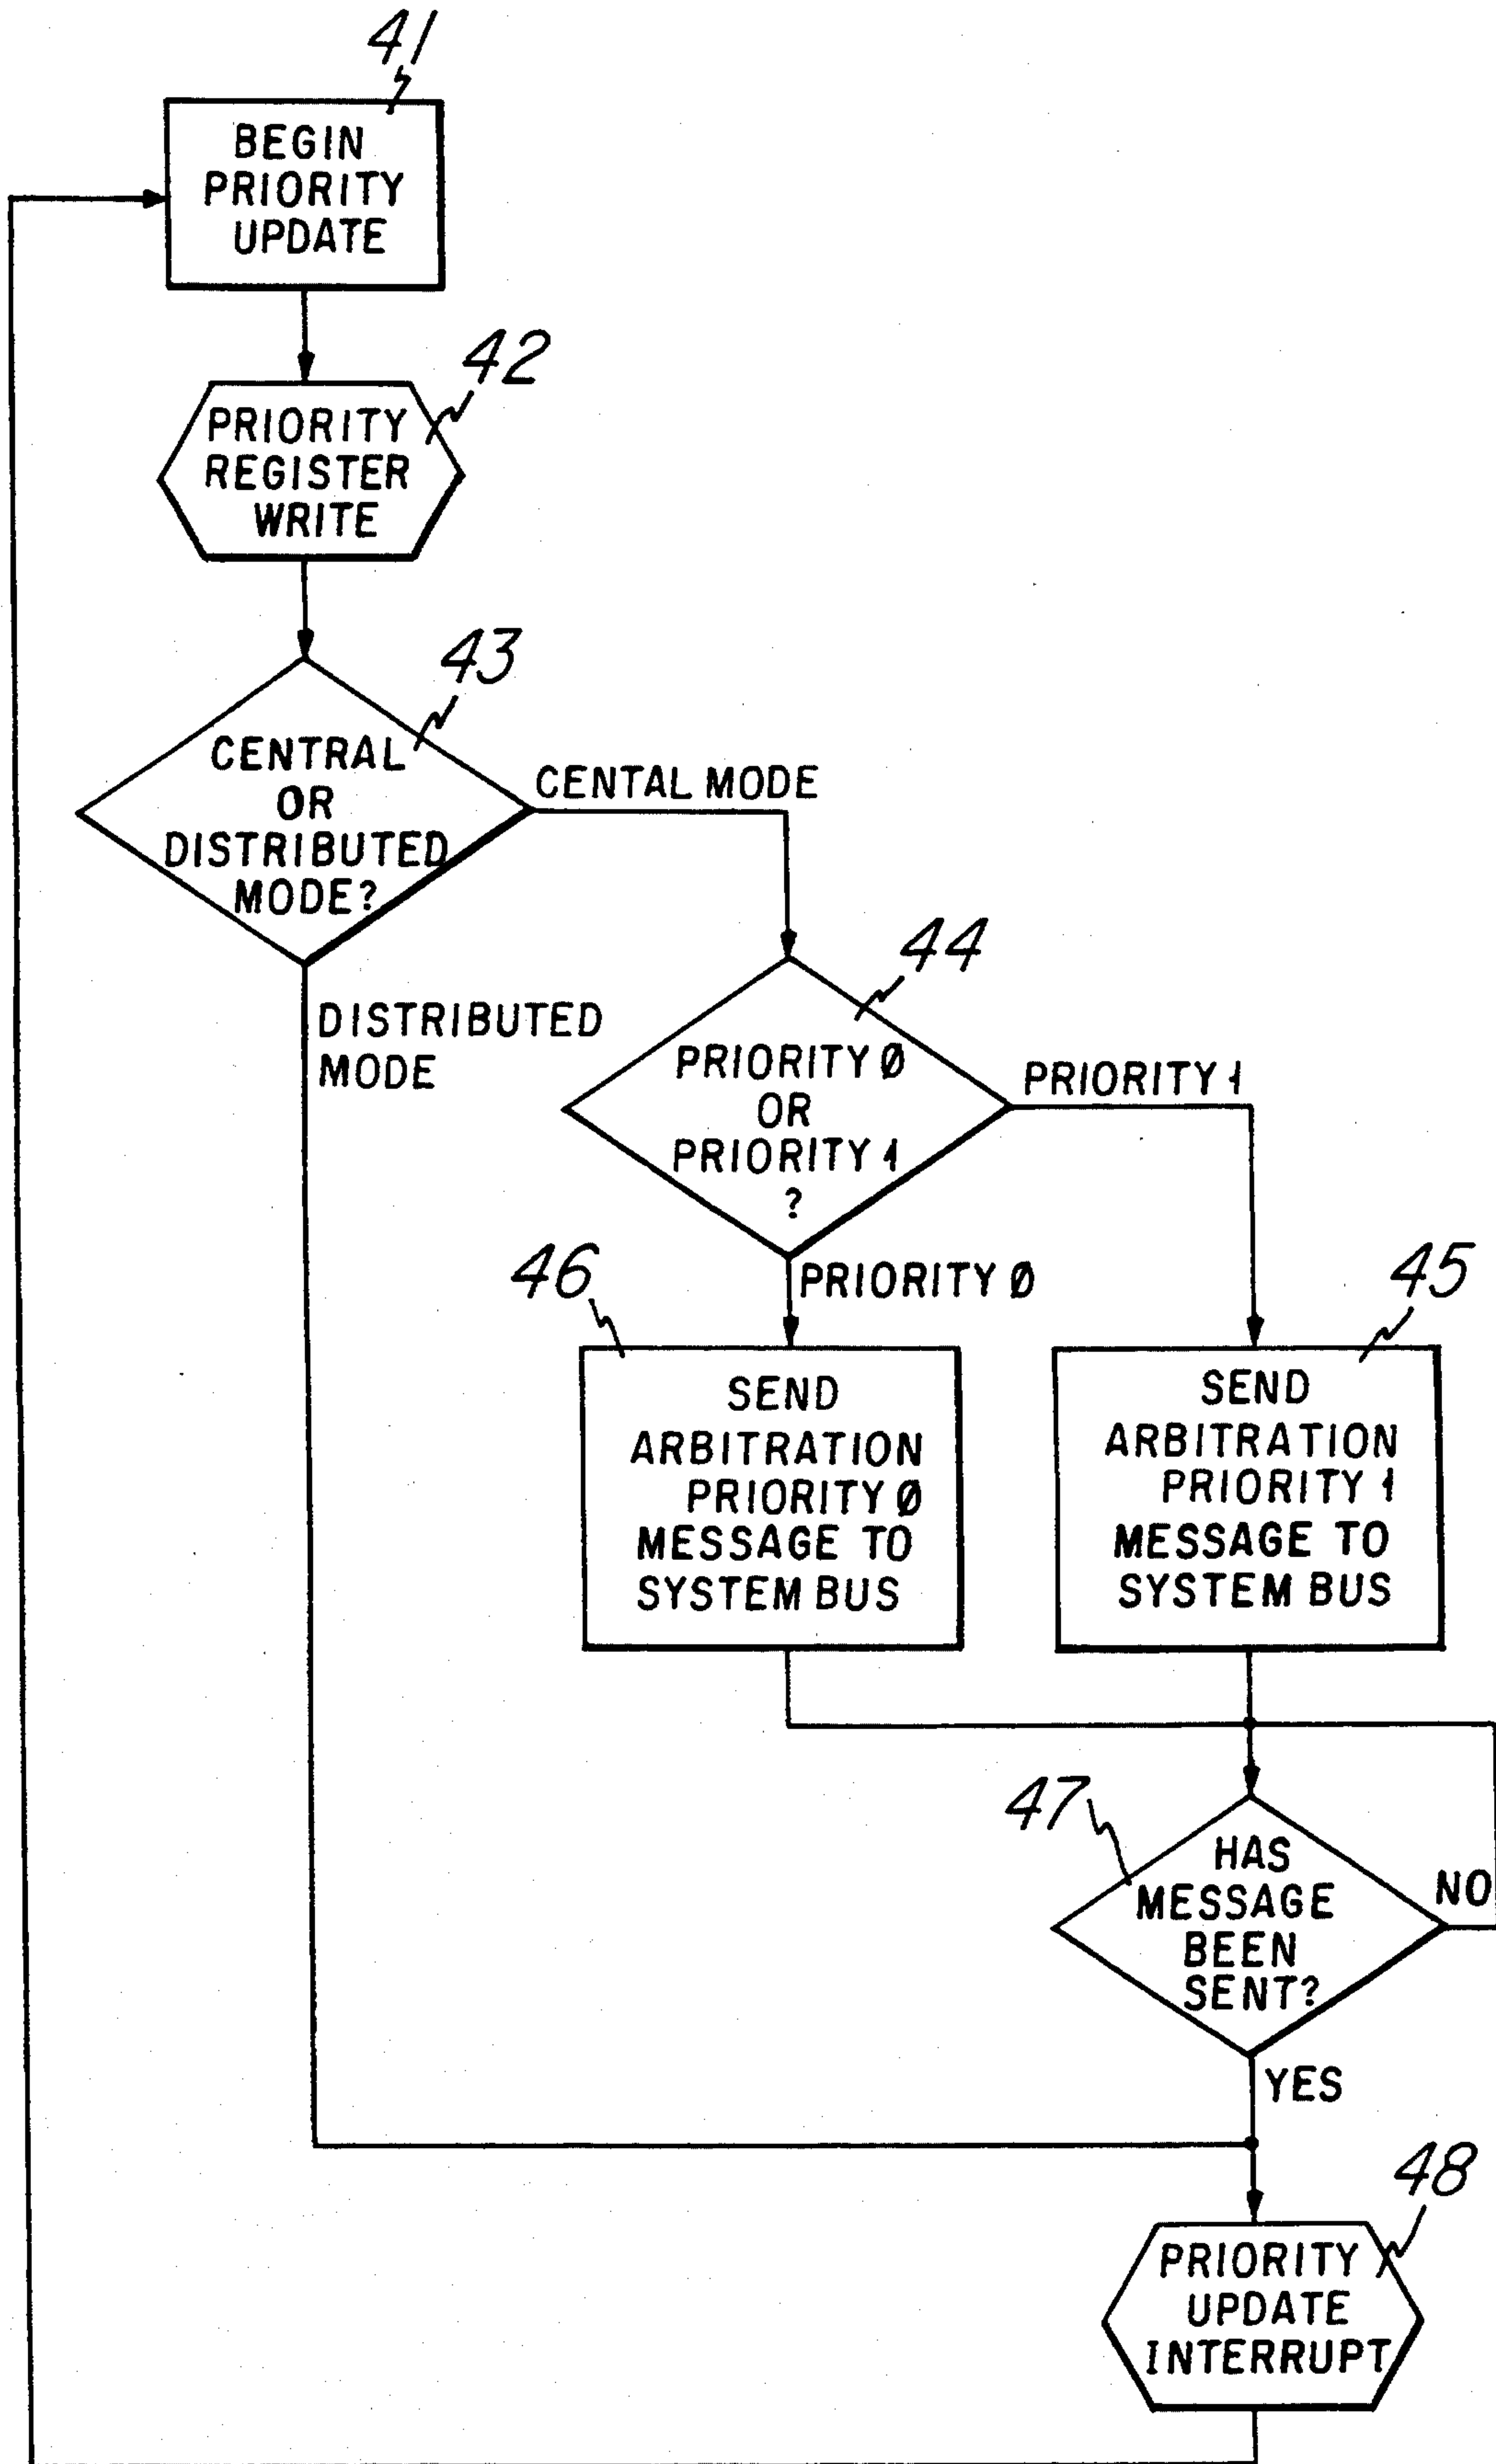 41
BEGIN
PRIORITY
UPDATE
42
PRIORITY
REGISTER
WRITE
43
CENTRAL
OR
DISTRIBUTED
MODE?
CENTAL MODE
DISTRIBUTED
MODE
44
PRIORITY Ø
OR
PRIORITY 1
?
PRIORITY 1
PRIORITY Ø
46
SEND
ARBITRATION
PRIORITY Ø
MESSAGE TO
SYSTEM BUS
45
SEND
ARBITRATION
PRIORITY 1
MESSAGE TO
SYSTEM BUS
47
HAS
MESSAGE
BEEN
SENT?
NO
YES
48
PRIORITY
UPDATE
INTERRUPT